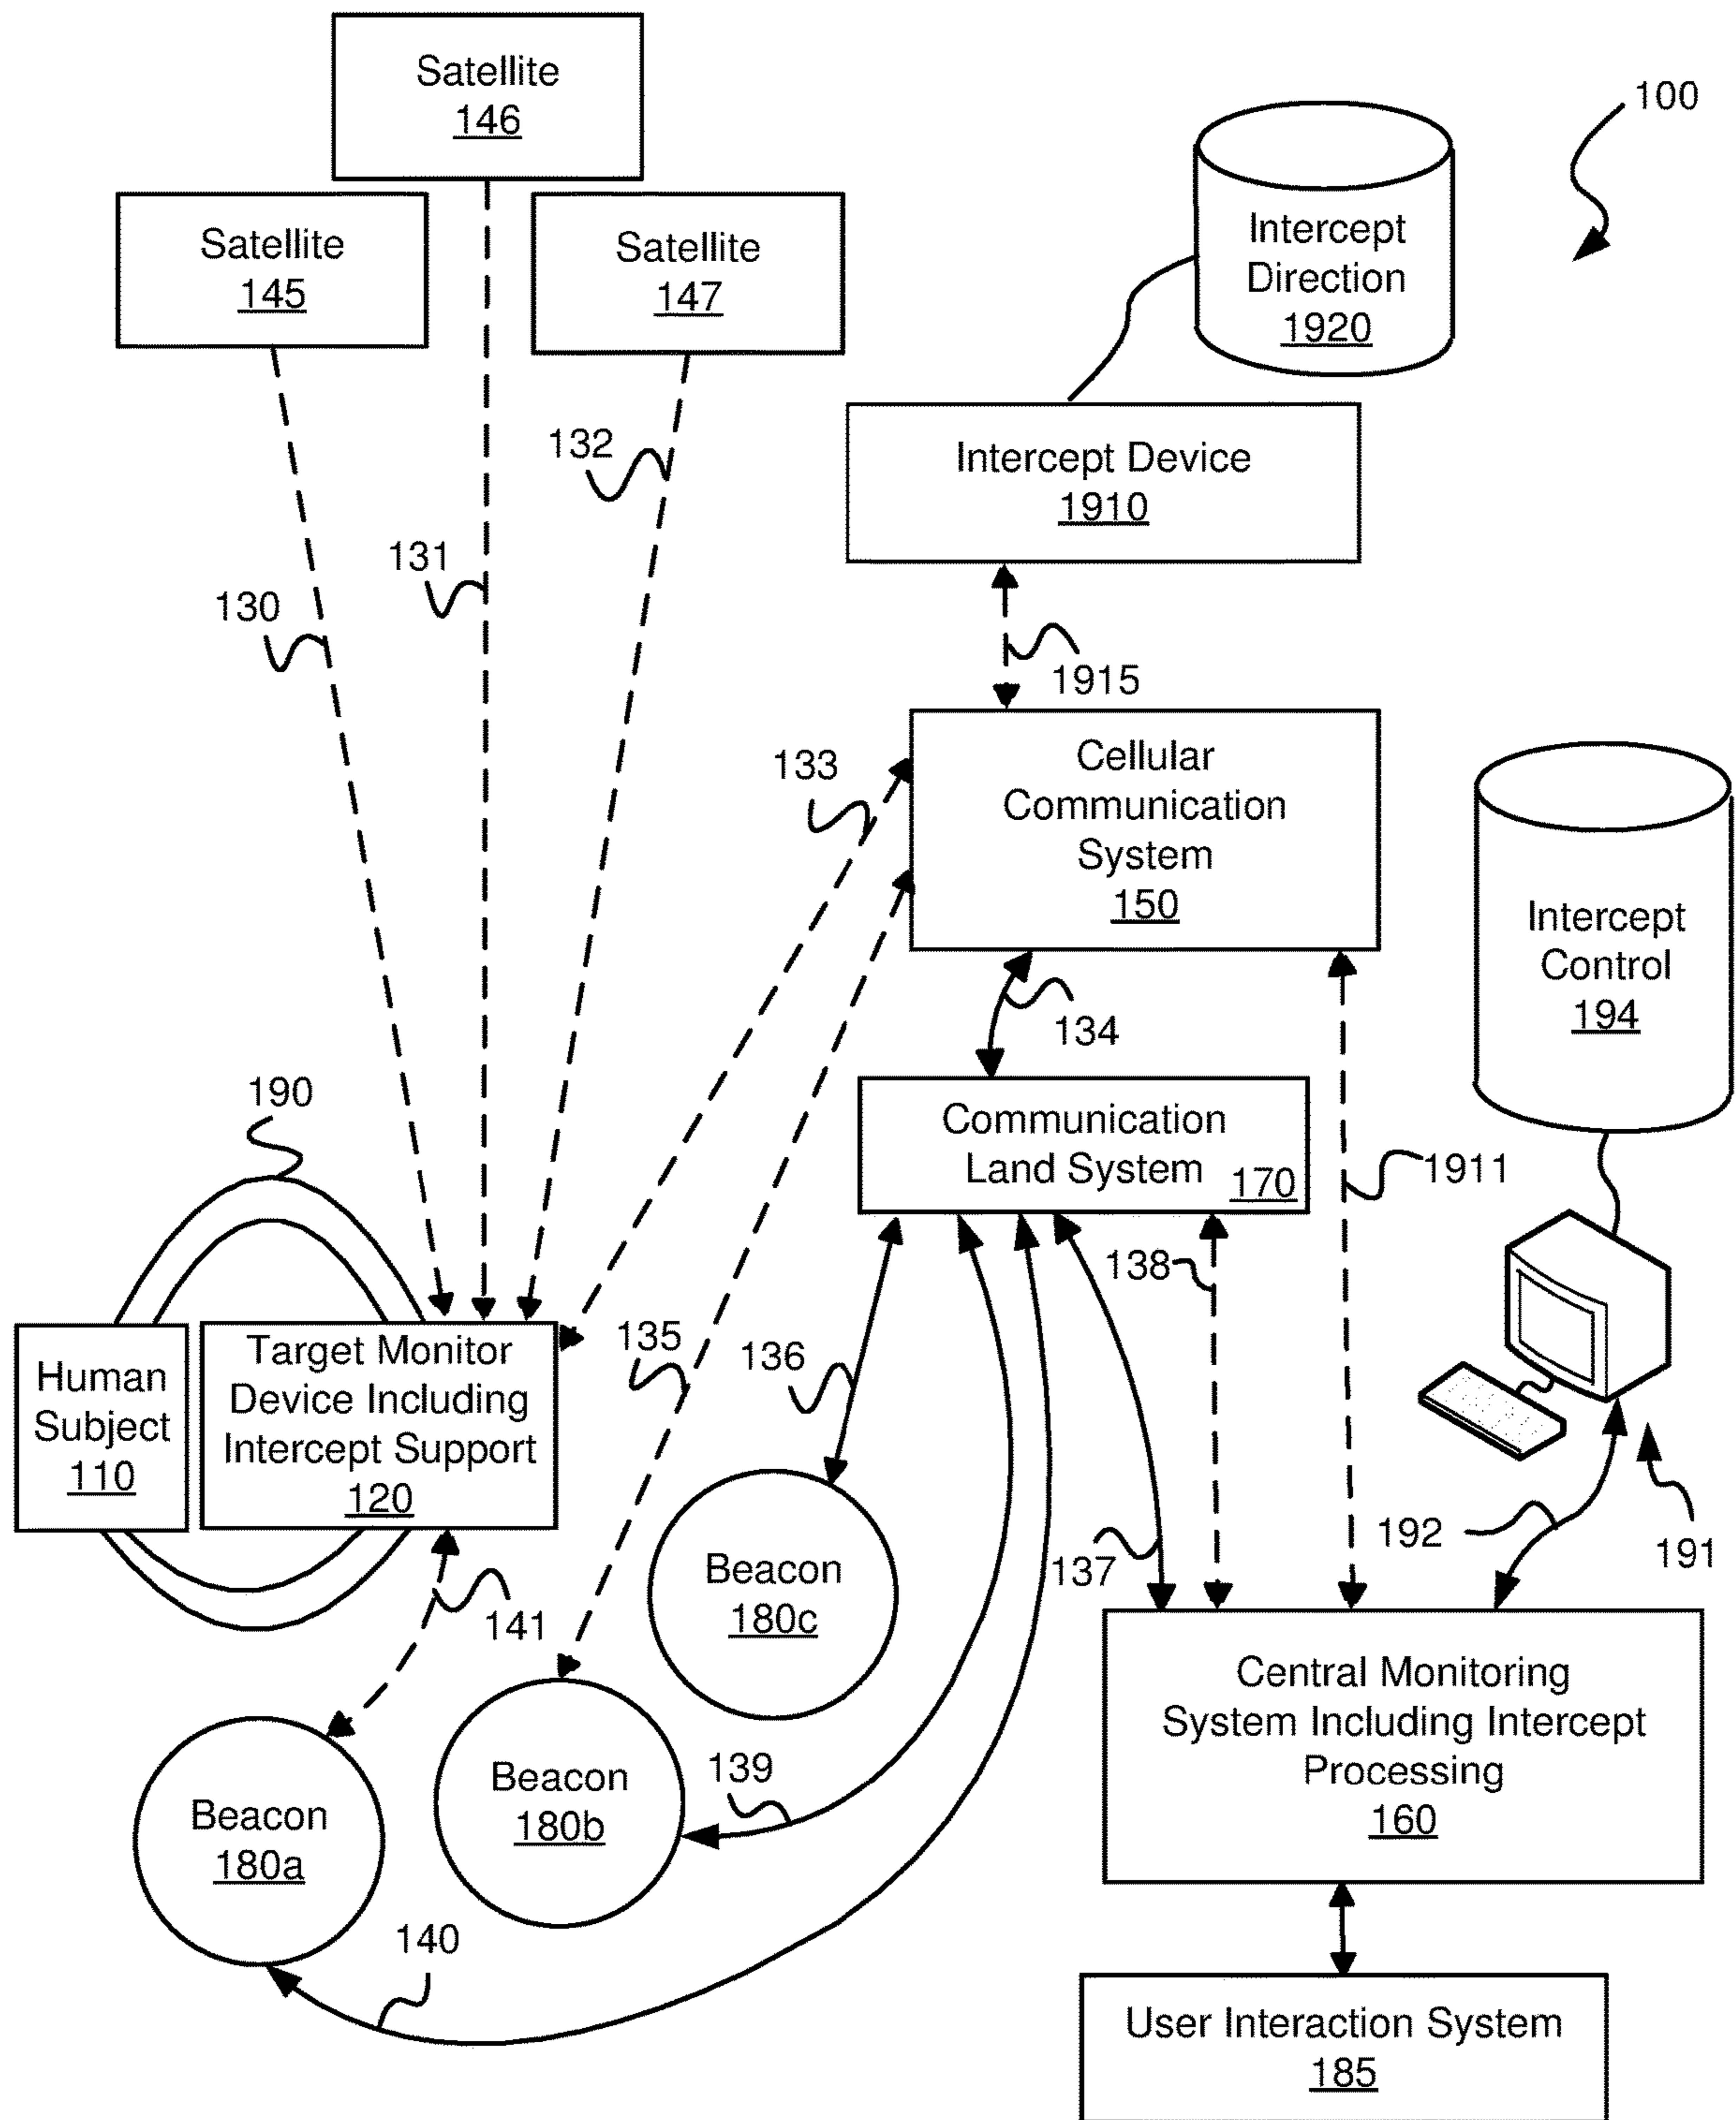 Satellite
146
100
Satellite
145
Satellite
147
Intercept
Direction
1920
132
Intercept Device
1910
131
130
1915
133
Cellular
Communication
System
150
Intercept
Control
194
134
190
Communication
Land System
170
1911
138
135
136
Human
Subject
110
Target Monitor
Device Including
Intercept Support
120
192
191
137
141
Beacon
180c
Central Monitoring
System Including Intercept
Processing
160
139
Beacon
180b
Beacon
180a
140
User Interaction System
185